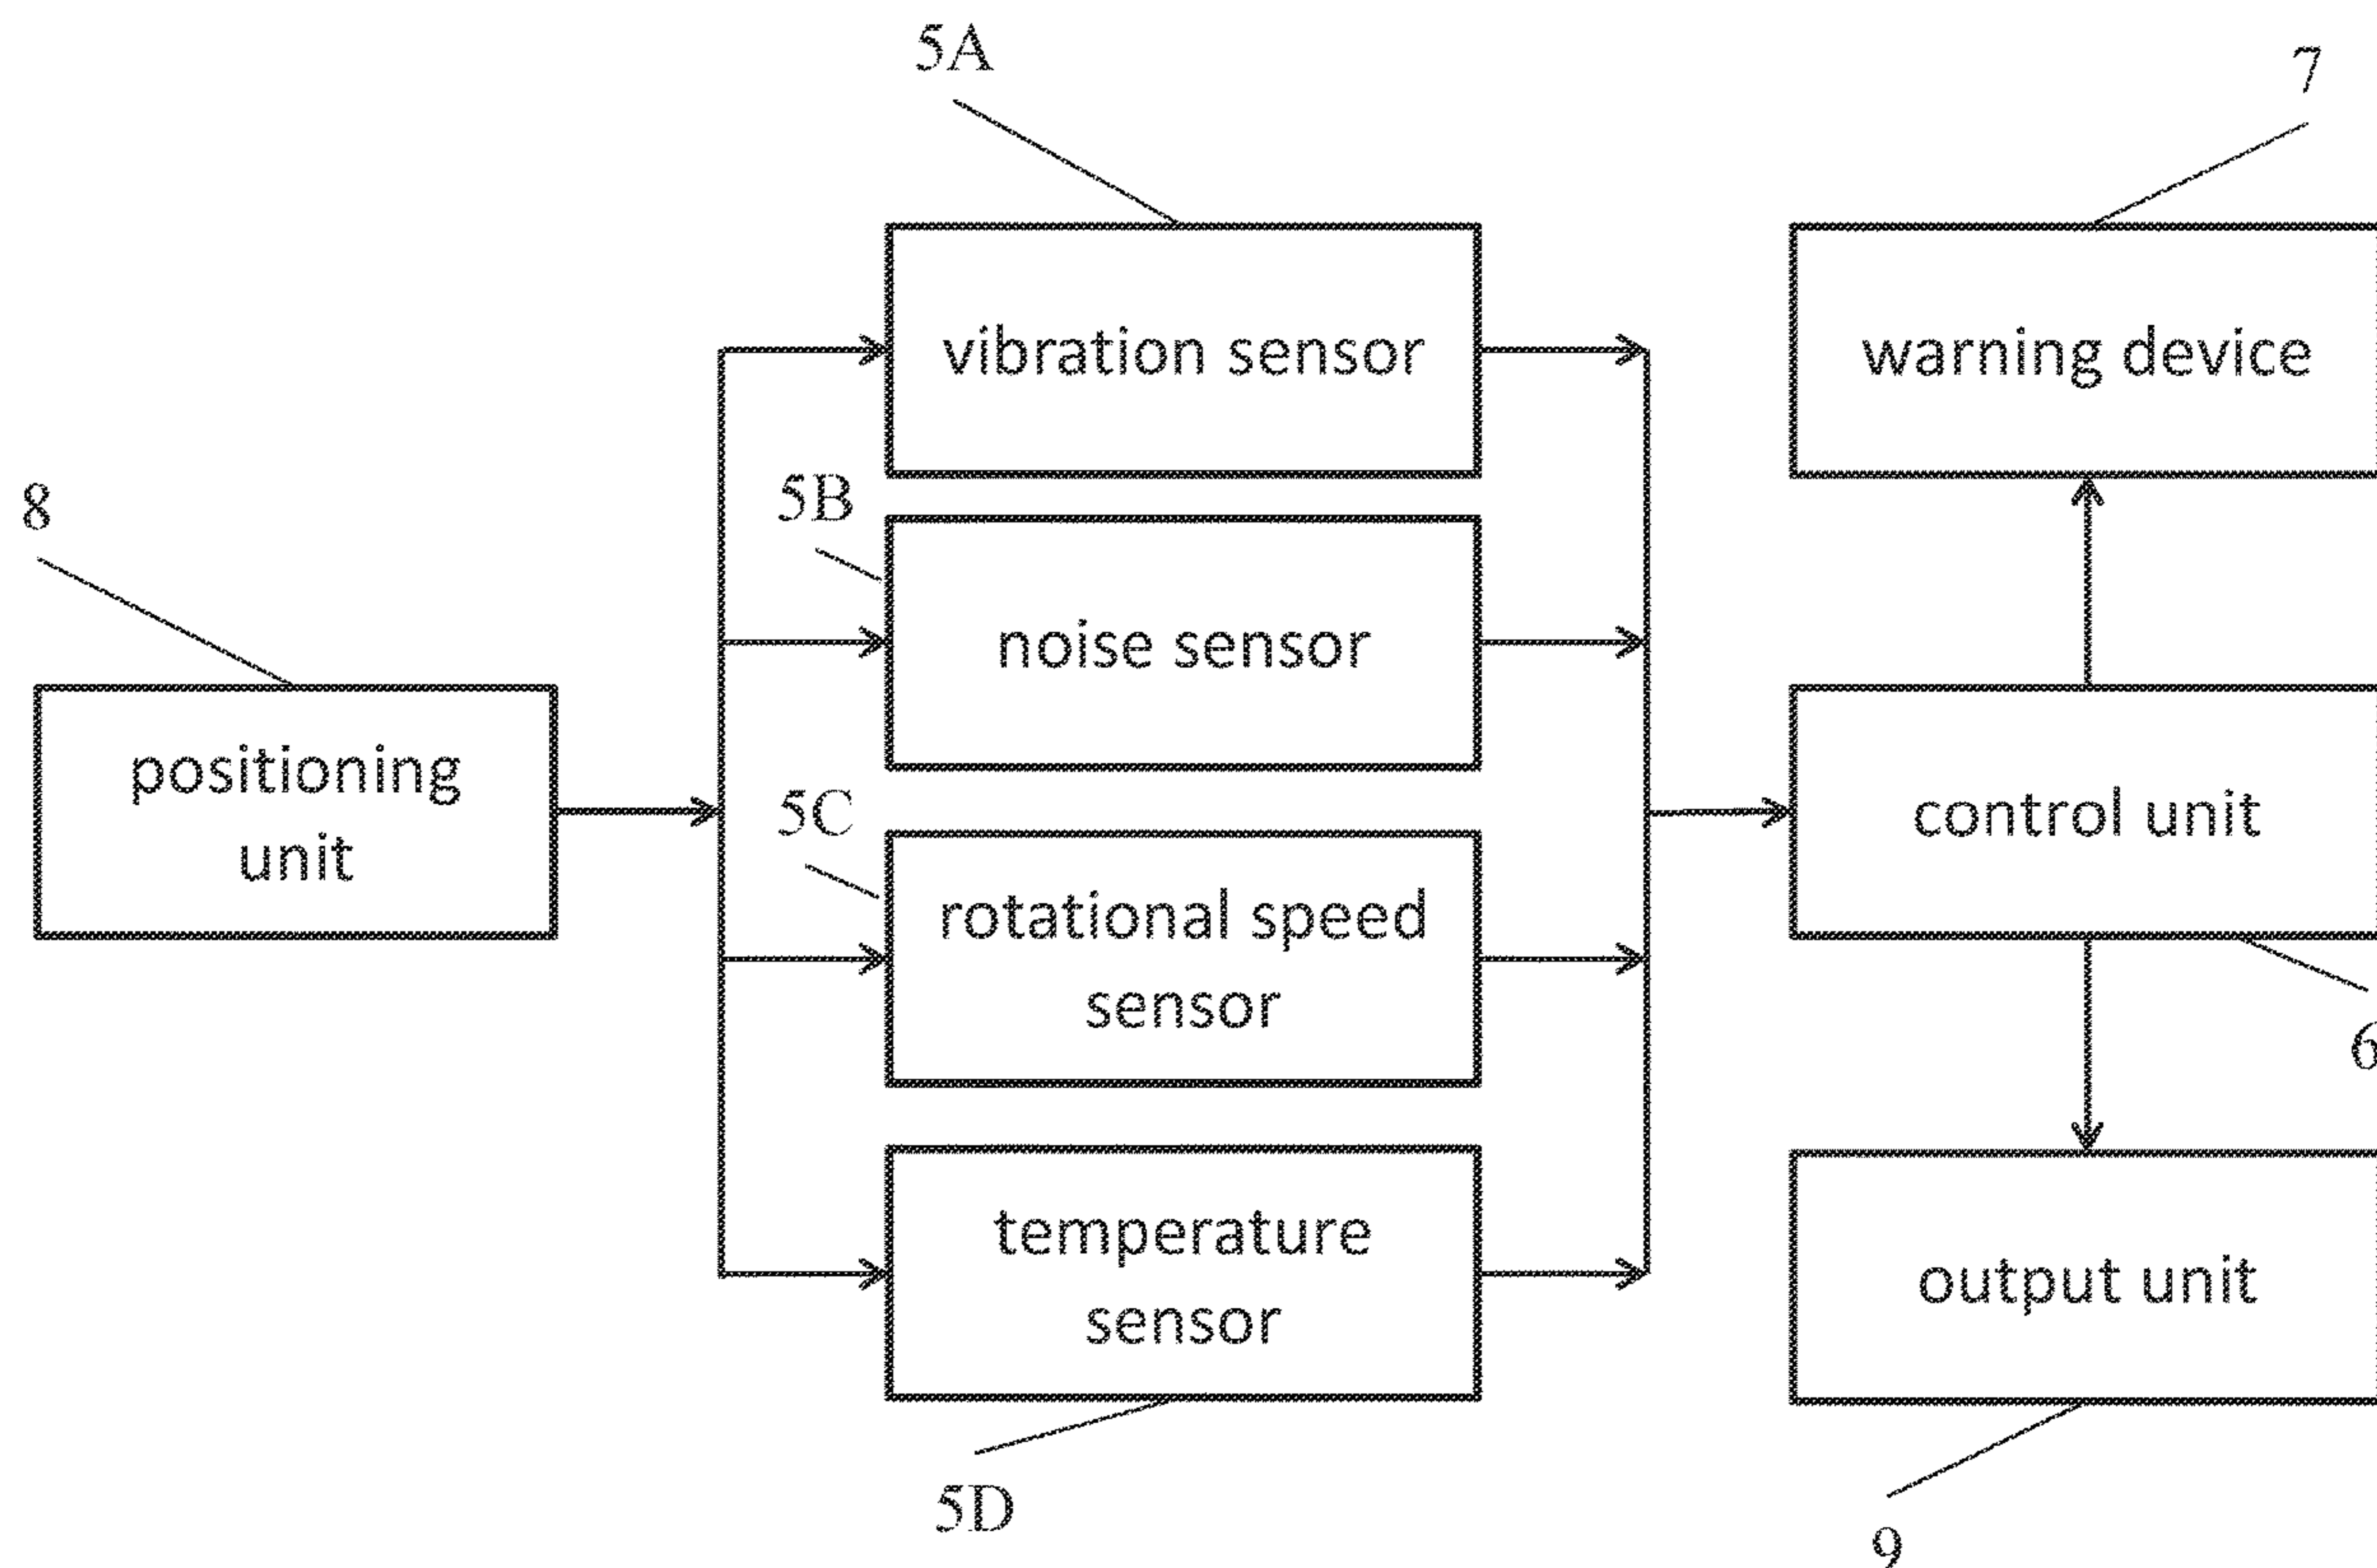 5A
7
vibration sensor
warning device
5B
8
noise sensor
positioning
unit
5C
control unit
rotational speed
sensor
6
temperature
sensor
output unit
5D
9